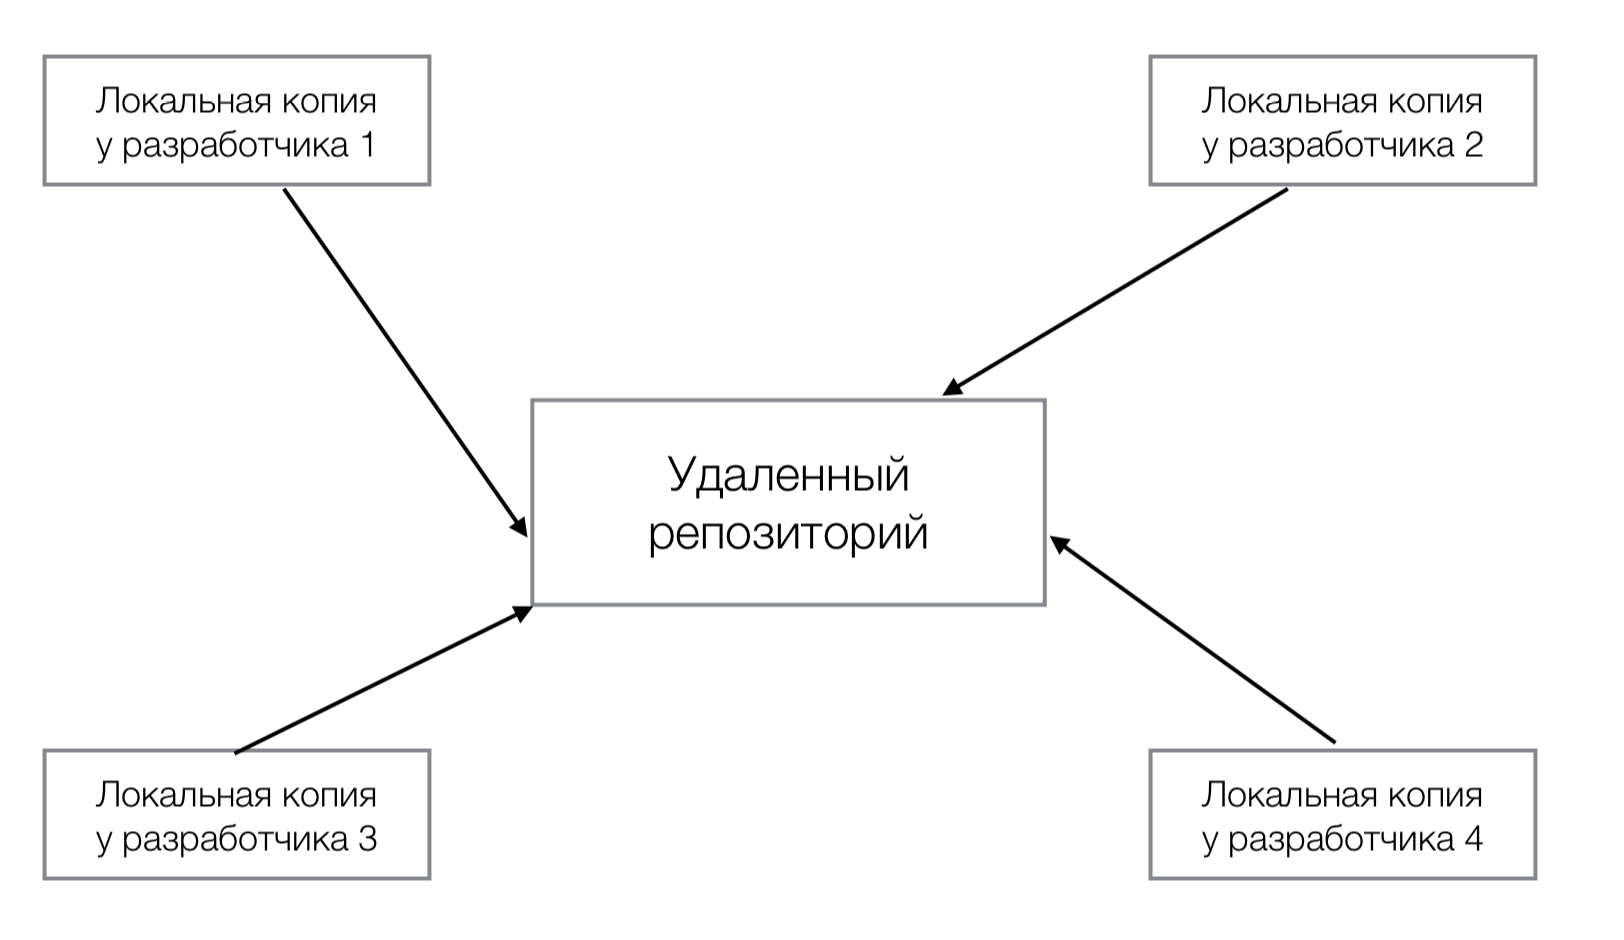 Локальная копия
у разработчика 1
Локальная копия
у разработчика 2
Удаленный
репозиторий
Локальная копия
у разработчика 3
Локальная копия
у разработчика 4